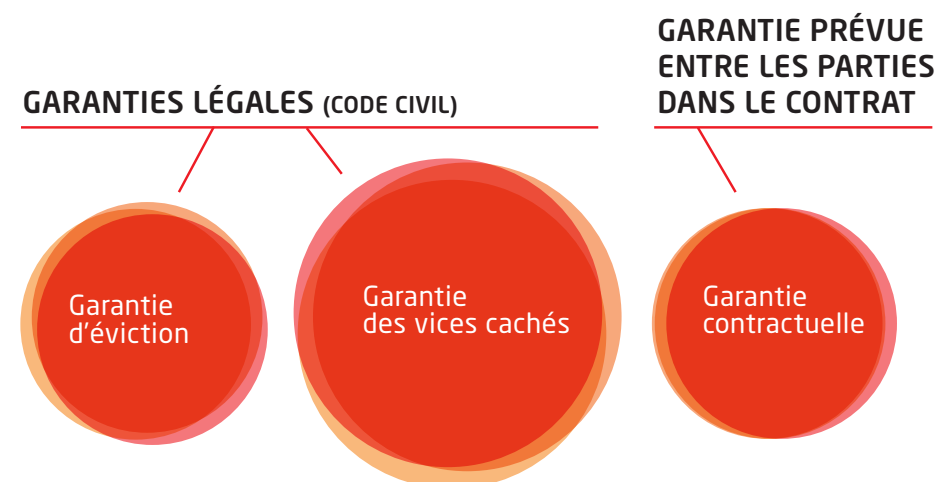 GARANTIES LÉGALES (CODE CIVIL)
GARANTIE PRÉVUE
ENTRE LES PARTIES
DANS LE CONTRAT
Garantie
d'éviction
Garantie
des vices cachés
Garantie
contractuelle